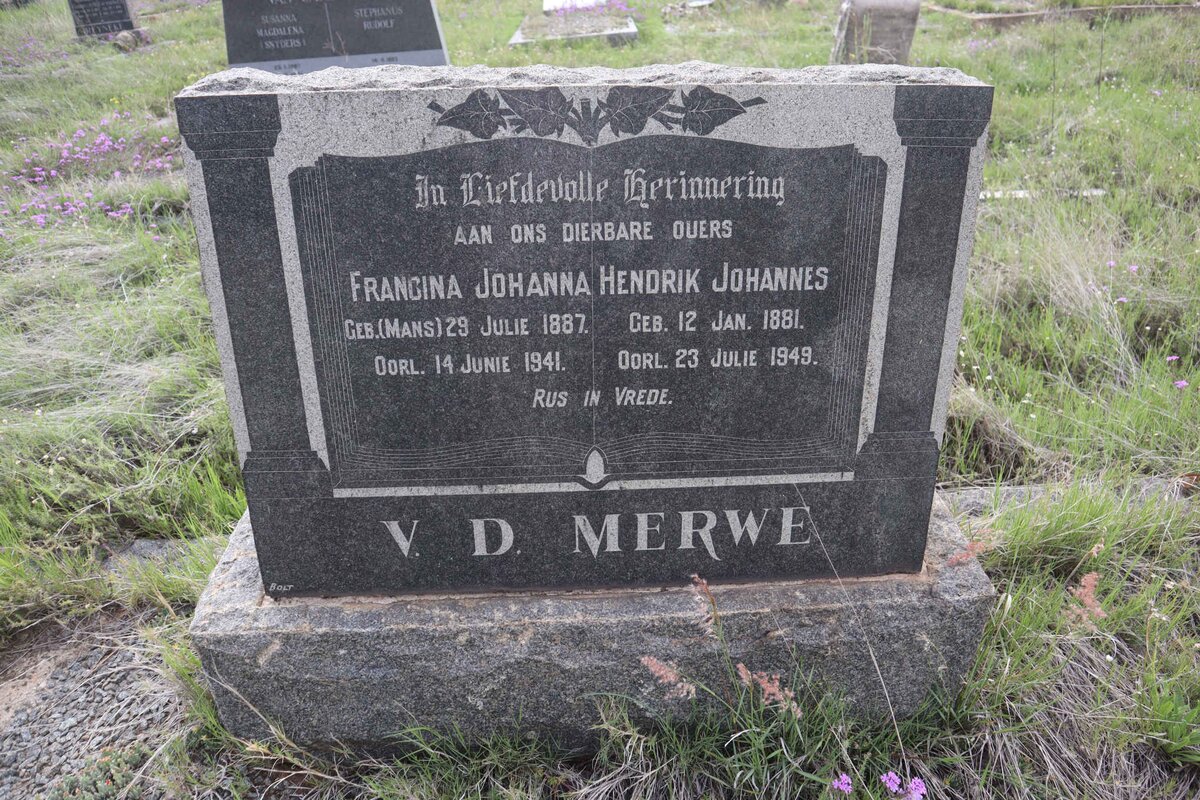 SUSANNA
MAGDALENA
(SNYDERS)
STEPHANUS
RUDOLF
In Liefdevolle Herinnering
AAN ONS DIERBARE OUERS
FRANCINA JOHANNA HENDRIK JOHANNES
GEB.(MANS) 29 JULIE 1887. GEB. 12 JAN. 1881.
OORL. 14 JUNIE 1941. OORL. 23 JULIE 1949.
RUS IN VREDE.
V. D. MERWE
BOLT